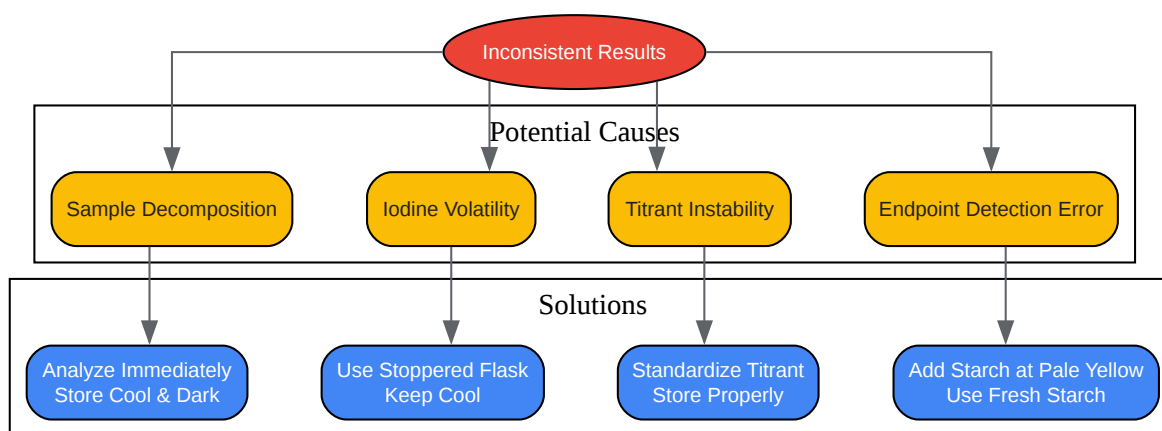 Inconsistent Results
Potential Causes
Sample Decomposition
Iodine Volatility
Titrant Instability
Endpoint Detection Error
Solutions
Analyze Immediately
Store Cool & Dark
Use Stoppered Flask
Keep Cool
Standardize Titrant
Store Properly
Add Starch at Pale Yellow
Use Fresh Starch